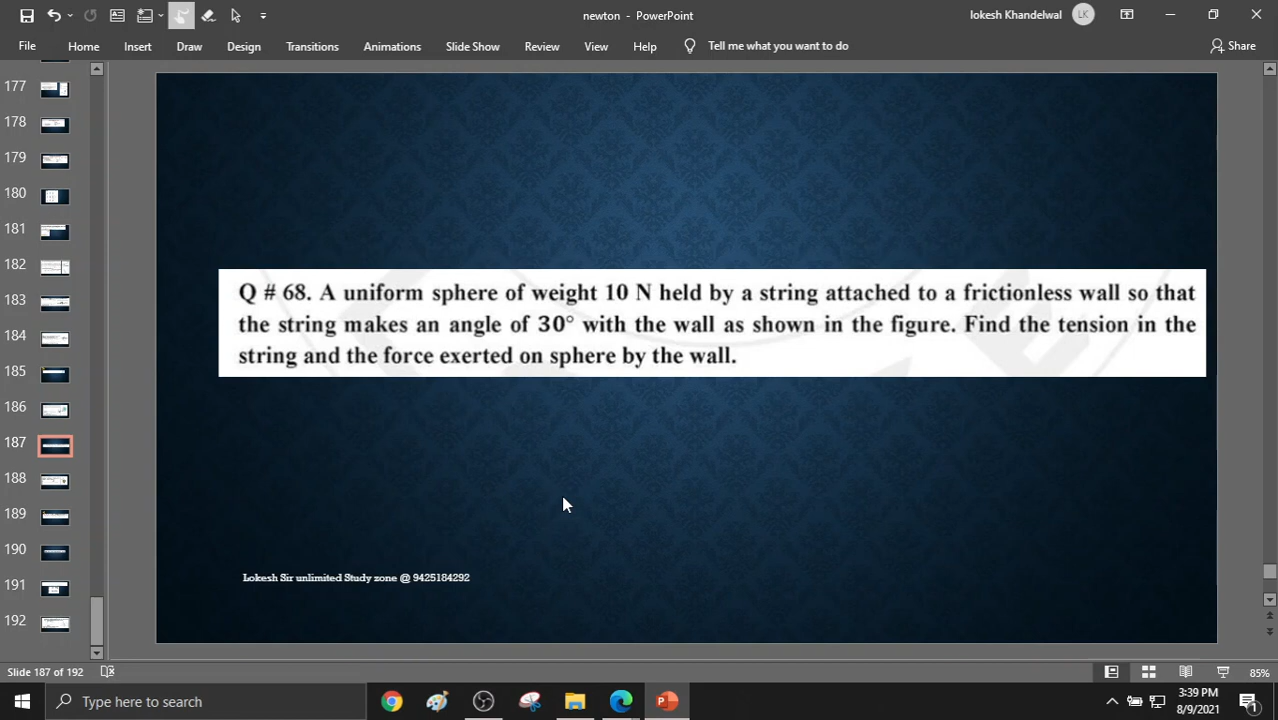 newton - PowerPoint
lokesh Khandelwal
LK
File Home Insert Draw Design Transitions Animations Slide Show Review View Help Tell me what you want to do Share
177
178
179
180
181
182
183
184
185
186
187
188
189
190
191
192
Q # 68. A uniform sphere of weight 10 N held by a string attached to a frictionless wall so that
the string makes an angle of 30° with the wall as shown in the figure. Find the tension in the
string and the force exerted on sphere by the wall.
Lokesh Sir unlimited Study zone @ 9425184292
Slide 187 of 192
85%
Type here to search
3:39 PM
8/9/2021
1